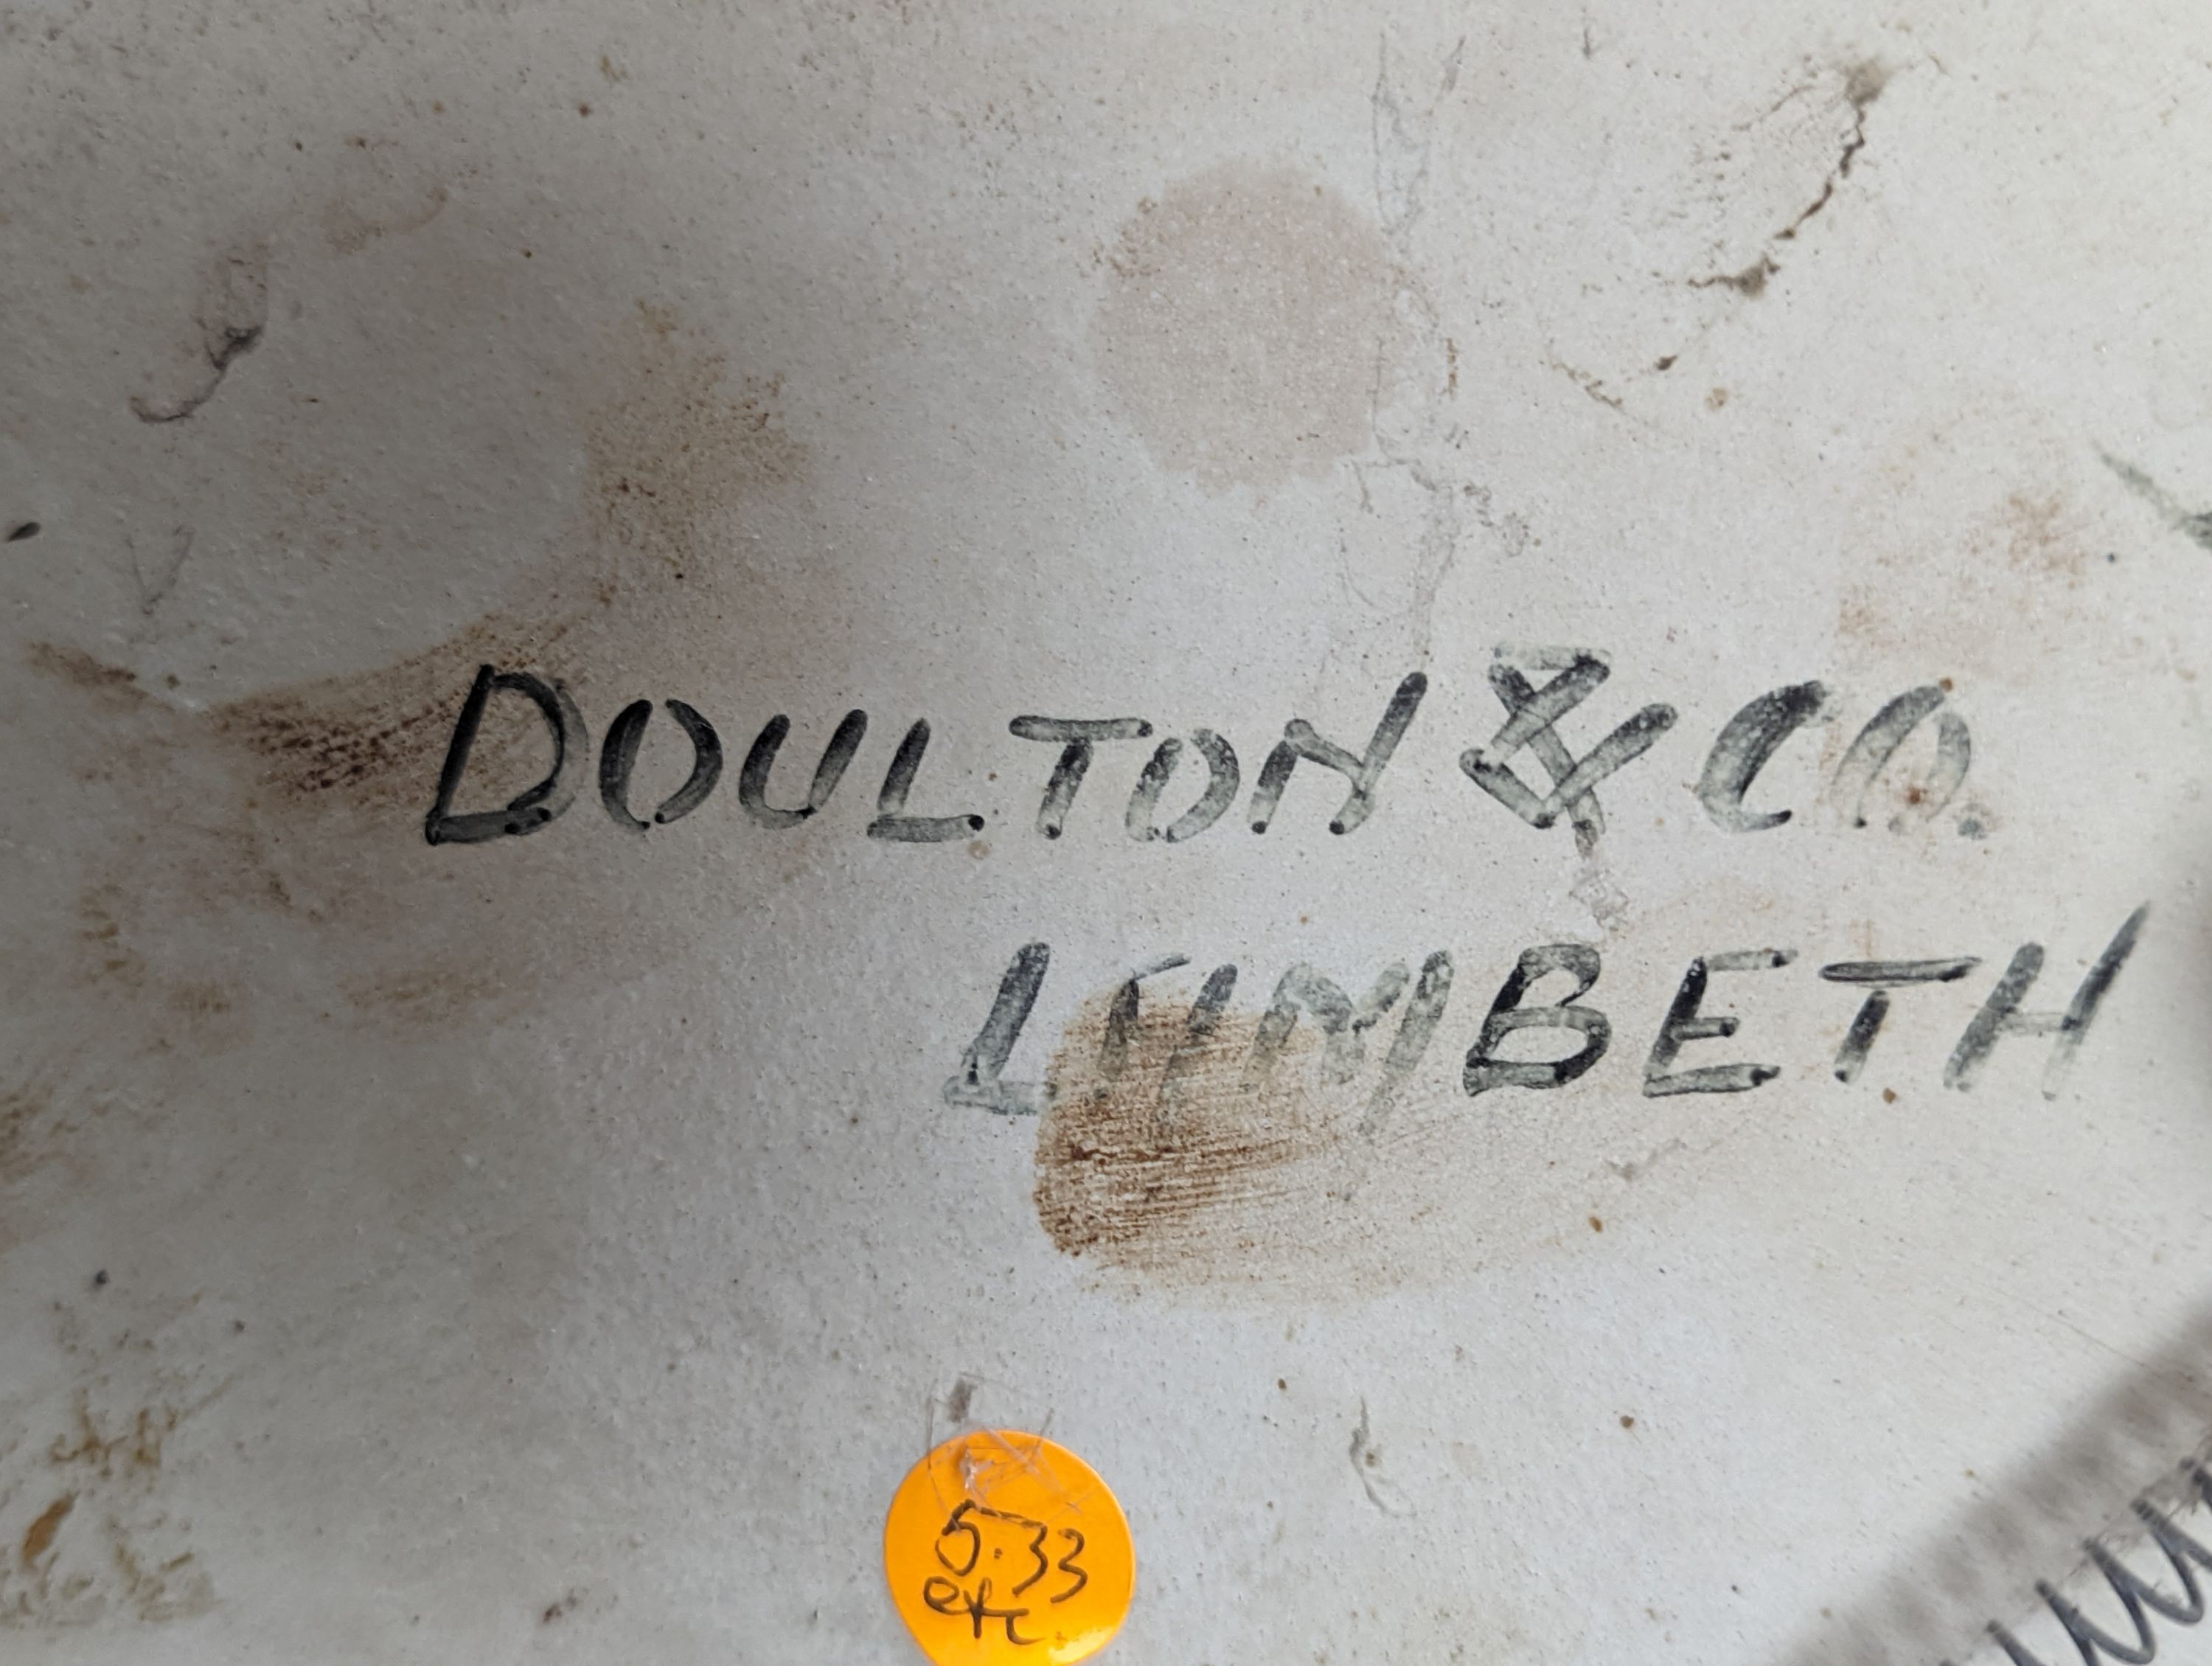 DOULTON & CO.
LAMBETH
5.33
etc